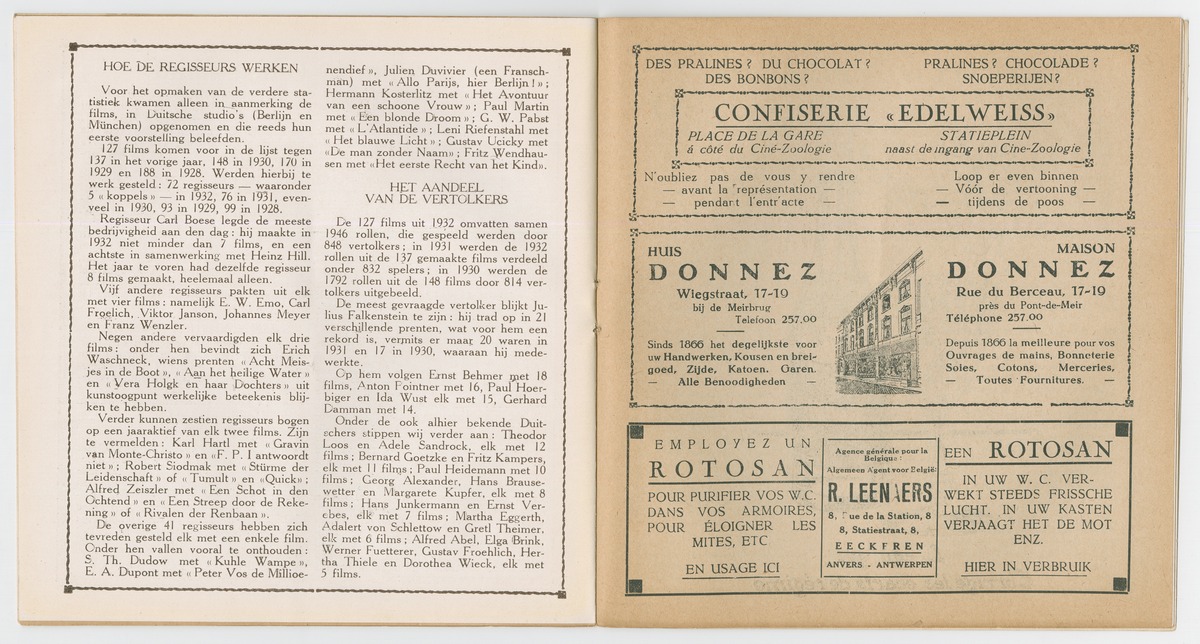 HOE DE REGISSEURS WERKEN
Voor het opmaken van de verdere sta-
tistiek kwamen alleen in aanmerking de
films, in Duitsche studio's (Berlijn en
München) opgenomen en die reeds hun
eerste voorstelling beleefden.
127 films komen voor in de lijst tegen
137 in het vorige jaar, 148 in 1930, 170 in
1929 en 188 in 1928. Werden hierbij te
werk gesteld : 72 regisseurs — waaronder
5 « koppels » — in 1932, 76 in 1931, even-
veel in 1930, 93 in 1929, 99 in 1928.
Regisseur Carl Boese legde de meeste
bedrijvigheid aan den dag : hij maakte in
1932 niet minder dan 7 films, en een
achtste in samenwerking met Heinz Hill.
Het jaar te voren had dezelfde regisseur
8 films gemaakt, heelemaal alleen.
Vijf andere regisseurs pakten uit elk
met vier films : namelijk E. W. Emo, Carl
Froelich, Viktor Janson, Johannes Meyer
en Franz Wenzler.
Negen andere vervaardigden elk drie
films : onder hen bevindt zich Erich
Waschneck, wiens prenten « Acht Meis-
jes in de Boot », « Aan het heilige Water »
en « Vera Holgk en haar Dochters » uit
kunstoogpunt werkelijke beteekenis blij-
ken te hebben.
Verder kunnen zestien regisseurs bogen
op een jaaraktief van elk twee films. Zijn
te vermelden : Karl Hartl met « Gravin
van Monte-Christo » en «F. P. I antwoordt
niet » ; Robert Siodmak met « Stürme der
Leidenschaft » of « Tumult » en «Quick» ;
Alfred Zeiszler met « Een Schot in den
Ochtend » en « Een Streep door de Reke-
ning » of « Rivalen der Renbaan ».
De overige 41 regisseurs hebben zich
tevreden gesteld elk met een enkele film.
Onder hen vallen vooral te onthouden :
S. Th. Dudow met « Kuhle Wampe »,
E. A. Dupont met « Peter Vos de Millioe-
nendief », Julien Duvivier (een Fransch-
man) met « Allo Parijs, hier Berlijn ! » ;
Hermann Kosterlitz met « Het Avontuur
van een schoone Vrouw » ; Paul Martin
met « Een blonde Droom » ; G. W. Pabst
met « L'Atlantide » ; Leni Riefenstahl met
« Het blauwe Licht » ; Gustav Ucicky met
«De man zonder Naam» ; Fritz Wendhau-
sen met «Het eerste Recht van het Kind».
HET AANDEEL
VAN DE VERTOLKERS
De 127 films uit 1932 omvatten samen
1946 rollen, die gespeeld werden door
848 vertolkers ; in 1931 werden de 1932
rollen uit de 137 gemaakte films verdeeld
onder 832 spelers ; in 1930 werden de
1792 rollen uit de 148 films door 814 ver-
tolkers uitgebeeld.
De meest gevraagde vertolker blijkt Ju-
lius Falkenstein te zijn : hij trad op in 21
verschillende prenten, wat voor hem een
rekord is, vermits er maar 20 waren in
1931 en 17 in 1930, waaraan hij mede-
werkte.
Op hem volgen Ernst Behmer met 18
films, Anton Fointner met 16, Paul Hoer-
biger en Ida Wust elk met 15, Gerhard
Damman met 14.
Onder de ook alhier bekende Duit-
schers stippen wij verder aan : Theodor
Loos en Adele Sandrock, elk met 12
films ; Bernard Goetzke en Fritz Kampers,
elk met 11 films ; Paul Heidemann met 10
films ; Georg Alexander, Hans Brause-
wetter en Margarete Kupfer, elk met 8
films ; Hans Junkermann en Ernst Ver-
ebes, elk met 7 films ; Martha Eggerth,
Adalert von Schlettow en Gretl Theimer,
elk met 6 films ; Alfred Abel, Elga Brink,
Werner Fuetterer, Gustav Froehlich, Her-
tha Thiele en Dorothea Wieck, elk met
5 films.
DES PRALINES ? DU CHOCOLAT ?
DES BONBONS ?
PRALINES ? CHOCOLADE ?
SNOEPERIJEN ?
CONFISERIE « EDELWEISS »
PLACE DE LA GARE
á côté du Ciné-Zoologie
STATIEPLEIN
naast de ingang van Cine-Zoologie
N'oubliez pas de vous y rendre
— avant la représentation —
— pendant l'entr'acte —
Loop er even binnen
— Vóór de vertooning —
— tijdens de poos —
HUIS
DONNEZ
Wiegstraat, 17-19
bij de Meirbrug
Telefoon 257.00
Sinds 1866 het degelijkste voor
uw Handwerken, Kousen en brei-
goed, Zijde, Katoen. Garen.
— Alle Benoodigheden —
MAISON
DONNEZ
Rue du Berceau, 17-19
près du Pont-de-Meir
Téléphone 257.00
Depuis 1866 la meilleure pour vos
Ouvrages de mains, Bonneterie
Soies, Cotons, Merceries,
— Toutes Fournitures. —
EMPLOYEZ UN
ROTOSAN
POUR PURIFIER VOS W.C.
DANS VOS ARMOIRES,
POUR ÉLOIGNER LES
MITES, ETC
EN USAGE ICI
Agence générale pour la
Belgique :
Algemeen Agent voor België:
R. LEENAERS
8, Rue de la Station, 8
8, Statiestraat, 8
EECKEREN
ANVERS - ANTWERPEN
EEN ROTOSAN
IN UW W. C. VER-
WEKT STEEDS FRISSCHE
LUCHT. IN UW KASTEN
VERJAAGT HET DE MOT
ENZ.
HIER IN VERBRUIK